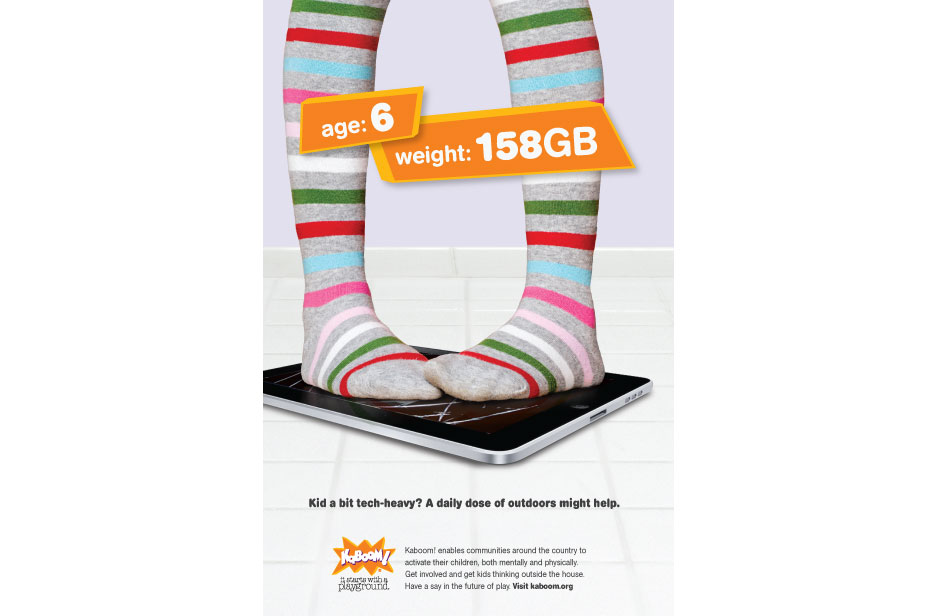 age: 6
weight: 158GB
Kid a bit tech-heavy? A daily dose of outdoors might help.
KaBOOM!
it starts with a
playground.
Kaboom! enables communities around the country to
activate their children, both mentally and physically.
Get involved and get kids thinking outside the house.
Have a say in the future of play. Visit kaboom.org